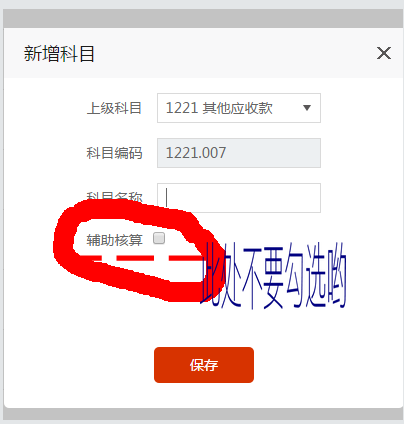 新增科目
上级科目 1221 其他应收款
科目编码 1221.007
科目名称
辅助核算
此处不要勾选哟
保存